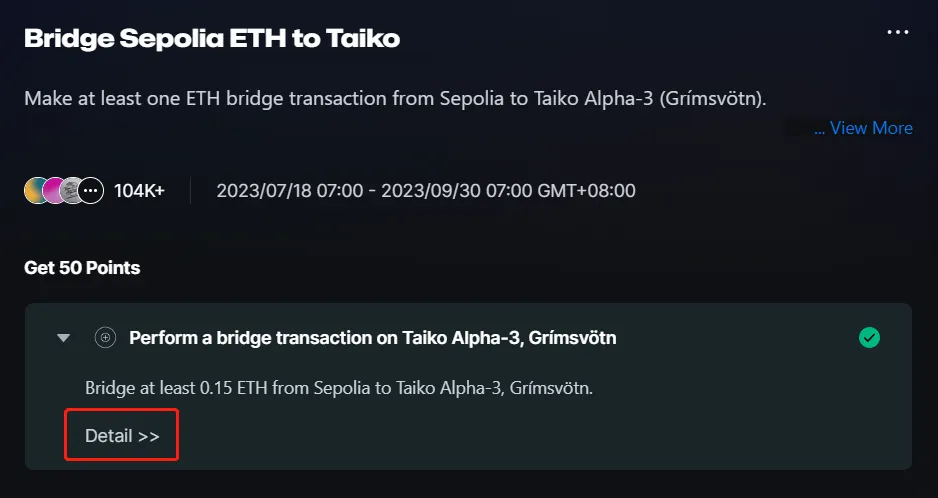 Bridge Sepolia ETH to Taiko
Make at least one ETH bridge transaction from Sepolia to Taiko Alpha-3 (Grímsvötn).
... View More
104K+
2023/07/18 07:00 - 2023/09/30 07:00 GMT+08:00
Get 50 Points
Perform a bridge transaction on Taiko Alpha-3, Grímsvötn
Bridge at least 0.15 ETH from Sepolia to Taiko Alpha-3, Grímsvötn.
Detail >>